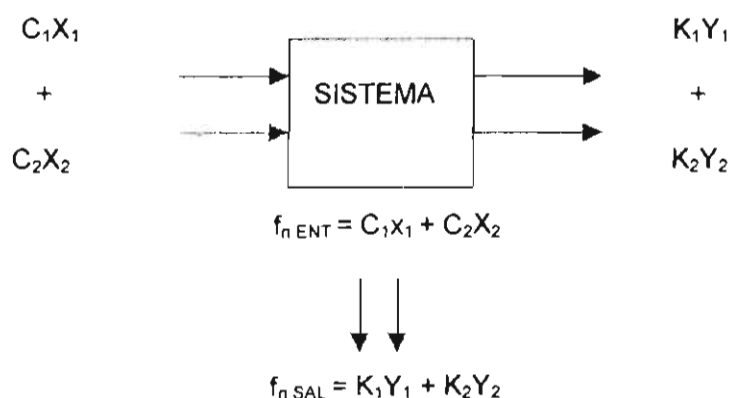 C₁X₁ K₁Y₁
+ SISTEMA +
C₂X₂ K₂Y₂
fₙ ENT = C₁x₁ + C₂X₂
fₙ SAL = K₁Y₁ + K₂Y₂